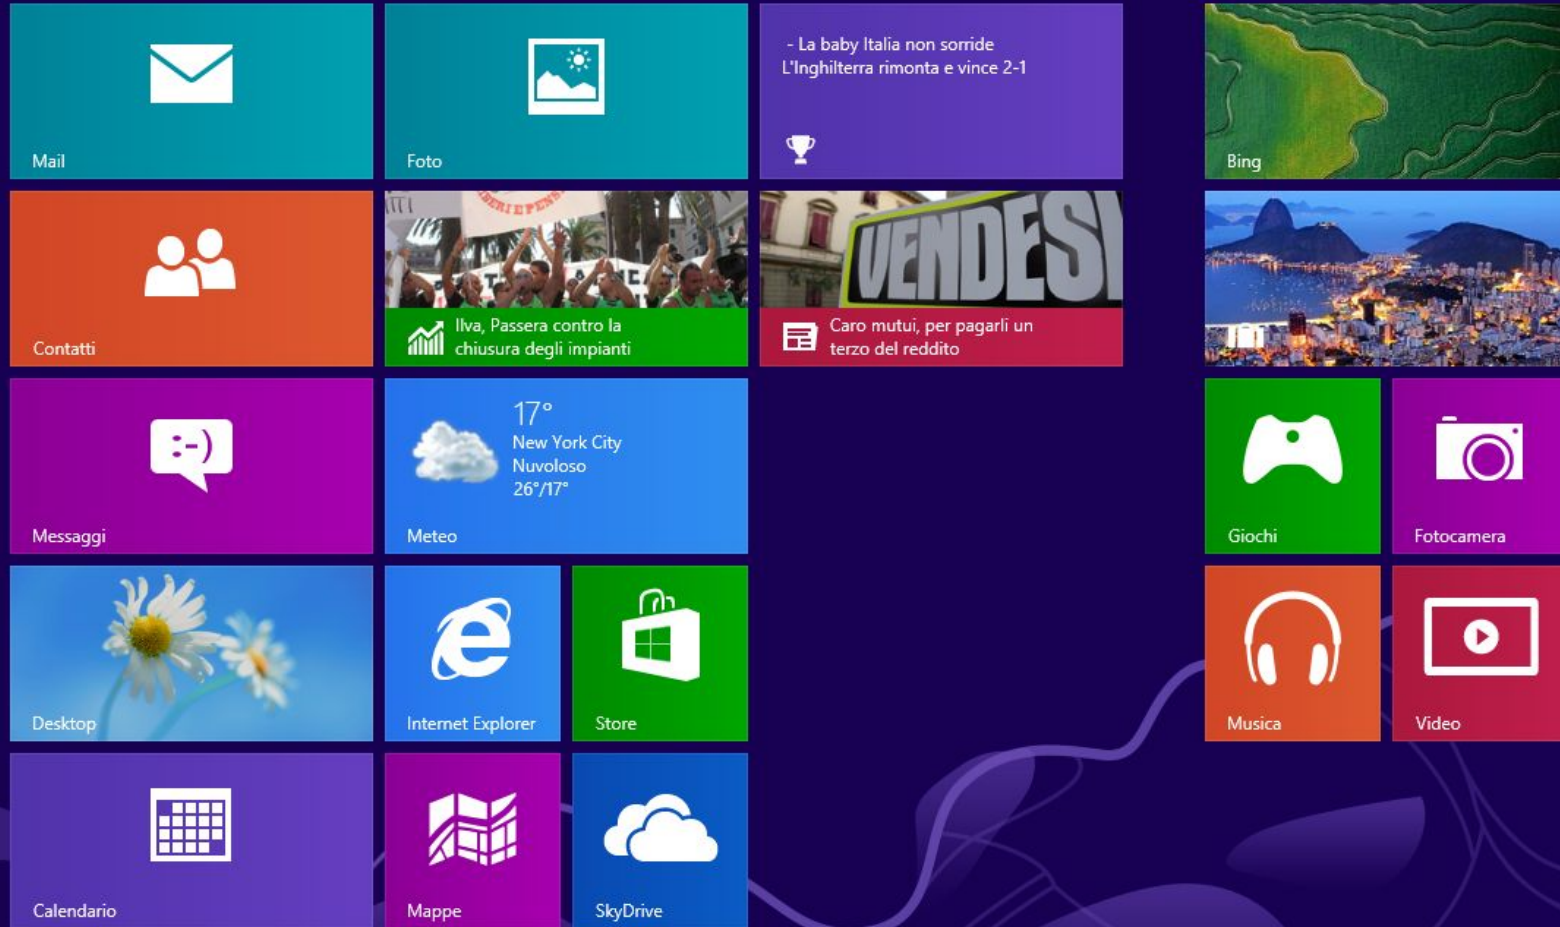 Mail
Foto
- La baby Italia non sorride
L'Inghilterra rimonta e vince 2-1
Bing
Contatti
Ilva, Passera contro la
chiusura degli impianti
VENDESI
Caro mutui, per pagarli un
terzo del reddito
Messaggi
17°
New York City
Nuvoloso
26°/17°
Meteo
Giochi
Fotocamera
Desktop
Internet Explorer
Store
Musica
Video
Calendario
Mappe
SkyDrive